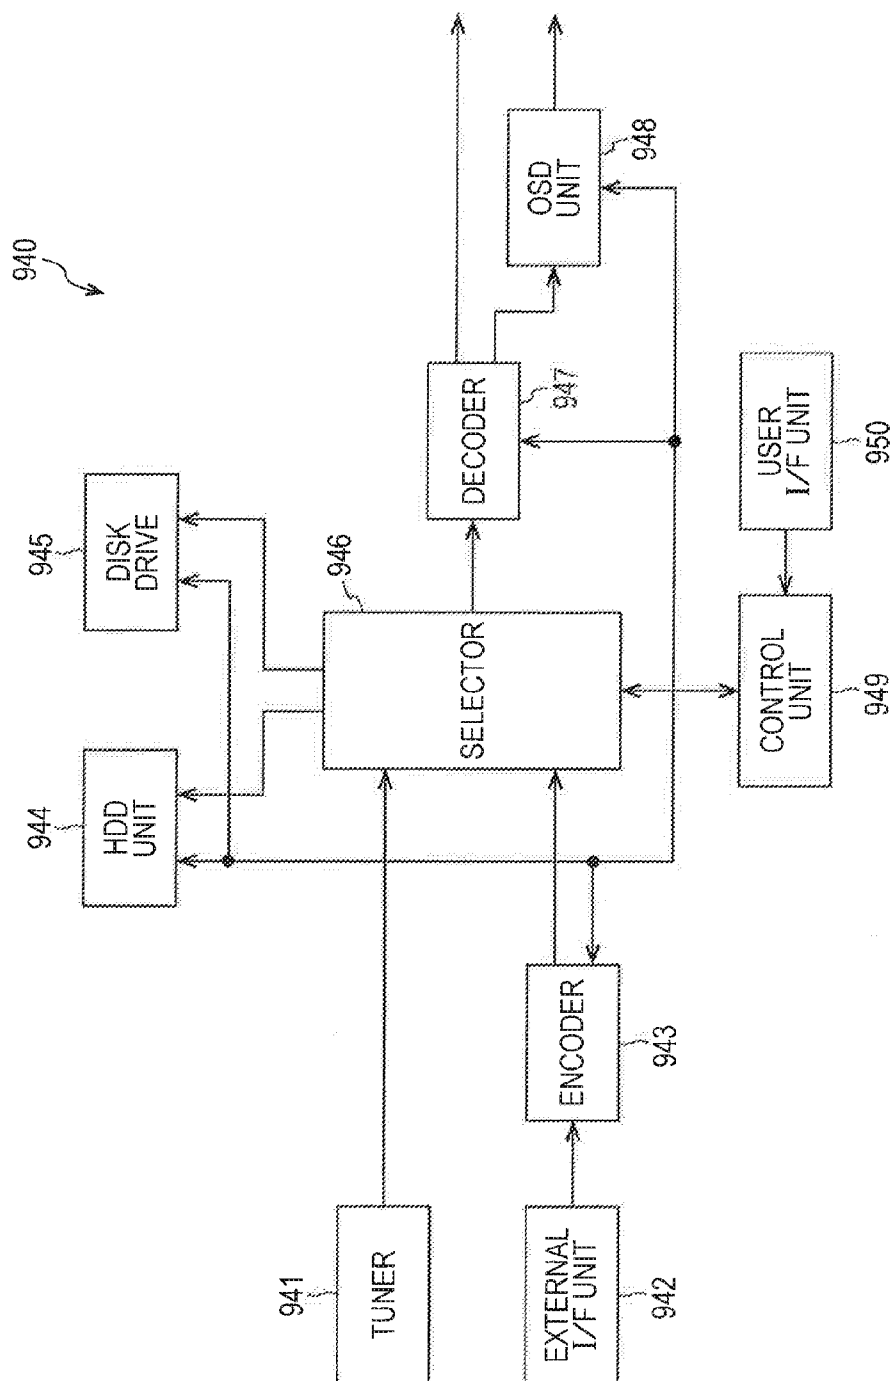 940
941
TUNER
944
HDD
UNIT
945
DISK
DRIVE
946
SELECTOR
DECODER
947
OSD
UNIT
948
EXTERNAL
I/F UNIT
942
ENCODER
943
CONTROL
UNIT
949
USER
I/F UNIT
950